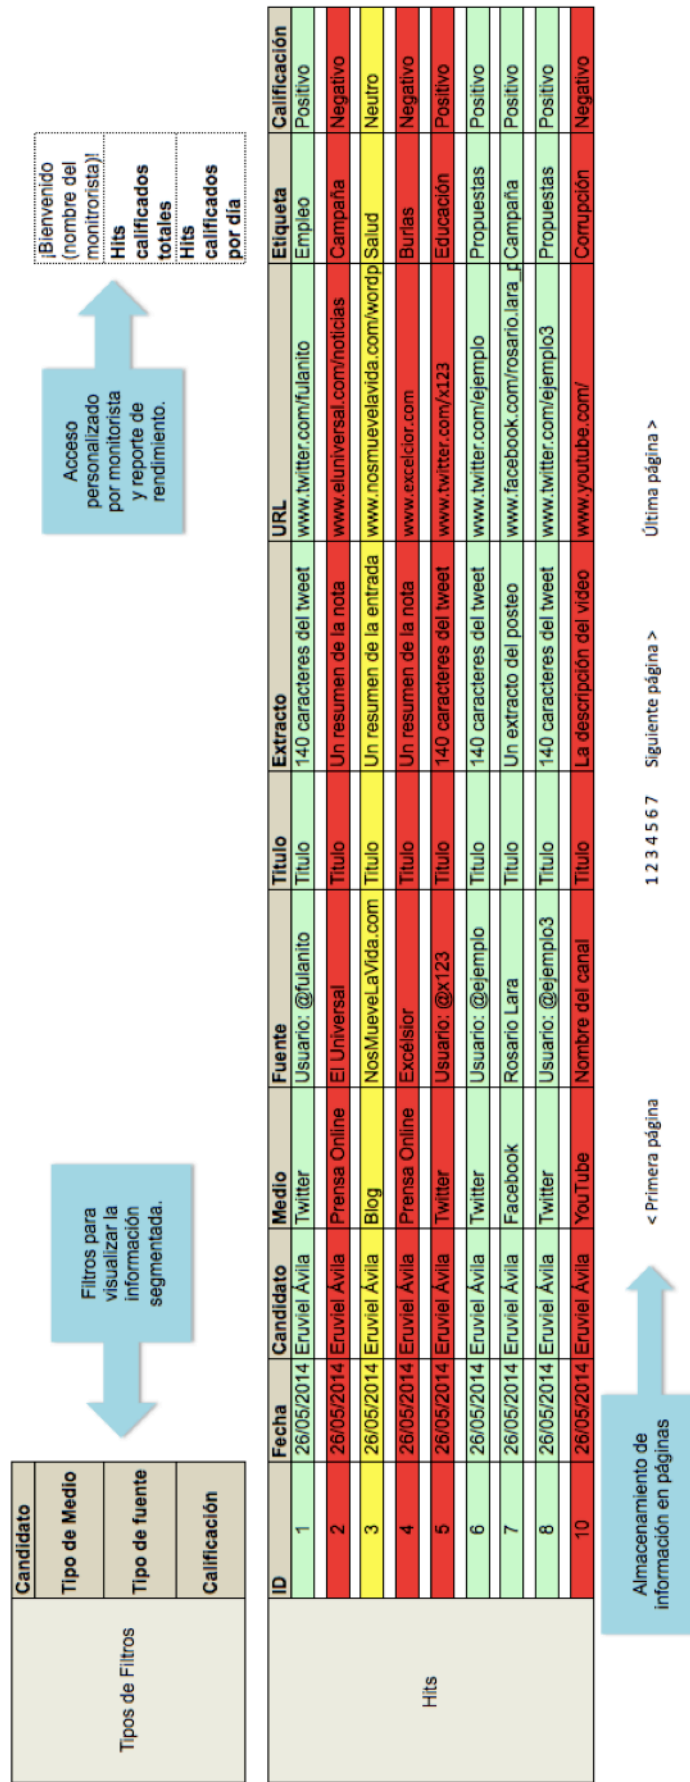 Tipos de Filtros
Candidato
Tipo de Medio
Tipo de fuente
Calificación
Filtros para
visualizar la
información
segmentada.
Acceso
personalizado
por monitorista
y reporte de
rendimiento.
¡Bienvenido
(nombre del
monitrorista)!
Hits
calificados
totales
Hits
calificados
por día
Hits
ID Fecha Candidato Medio Fuente Titulo Extracto URL Etiqueta Calificación
1 26/05/2014 Eruviel Ávila Twitter Usuario: @fulanito Titulo 140 caracteres del tweet www.twitter.com/fulanito Empleo Positivo
2 26/05/2014 Eruviel Ávila Prensa Online El Universal Titulo Un resumen de la nota www.eluniversal.com/noticias Campaña Negativo
3 26/05/2014 Eruviel Ávila Blog NosMueveLaVida.com Titulo Un resumen de la entrada www.nosmuevelavida.com/wordp Salud Neutro
4 26/05/2014 Eruviel Ávila Prensa Online Excélsior Titulo Un resumen de la nota www.excelcior.com Burlas Negativo
5 26/05/2014 Eruviel Ávila Twitter Usuario: @x123 Titulo 140 caracteres del tweet www.twitter.com/x123 Educación Positivo
6 26/05/2014 Eruviel Ávila Twitter Usuario: @ejemplo Titulo 140 caracteres del tweet www.twitter.com/ejemplo Propuestas Positivo
7 26/05/2014 Eruviel Ávila Facebook Rosario Lara Titulo Un extracto del posteo www.facebook.com/rosario.lara_p Campaña Positivo
8 26/05/2014 Eruviel Ávila Twitter Usuario: @ejemplo3 Titulo 140 caracteres del tweet www.twitter.com/ejemplo3 Propuestas Positivo
10 26/05/2014 Eruviel Ávila YouTube Nombre del canal Titulo La descripción del video www.youtube.com/ Corrupción Negativo
Almacenamiento de
información en páginas
< Primera página 1 2 3 4 5 6 7 Siguiente página > Última página >